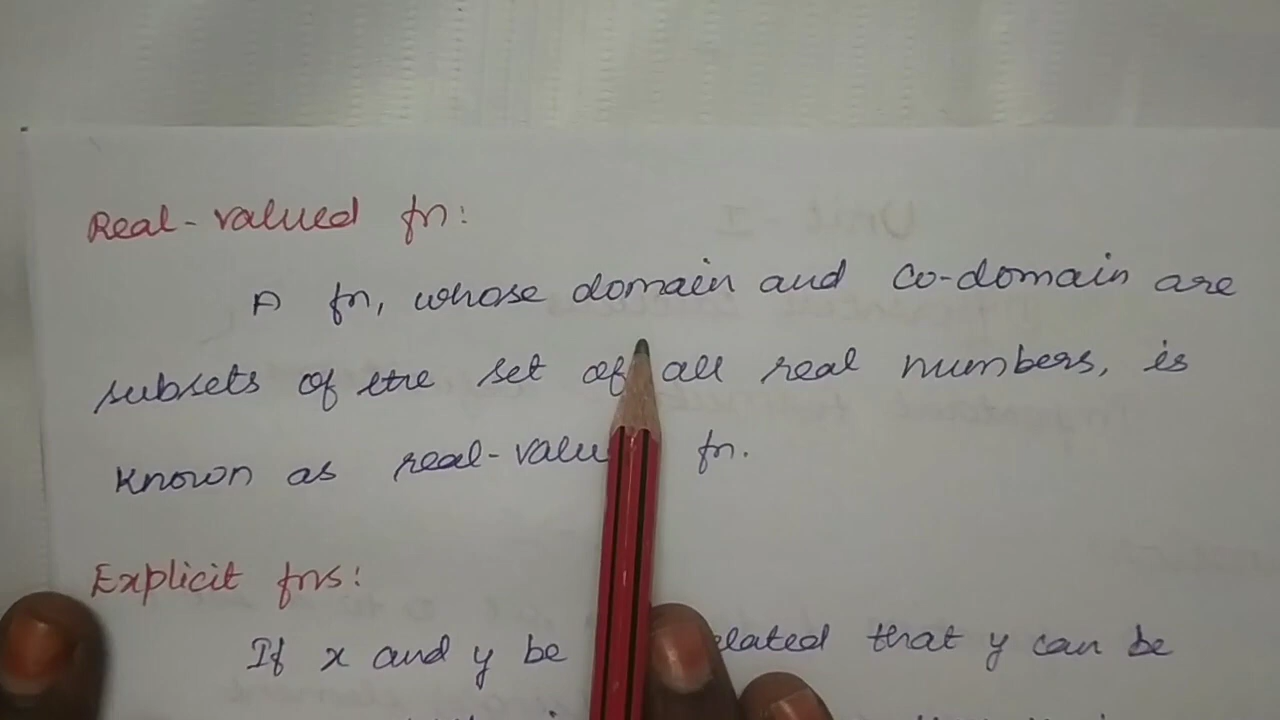 Real-valued fn:
A fn, whose domain and co-domain are
subsets of the set of all real numbers, is
known as real-valu fn.
Explicit fns:
If x and y be elated that y can be